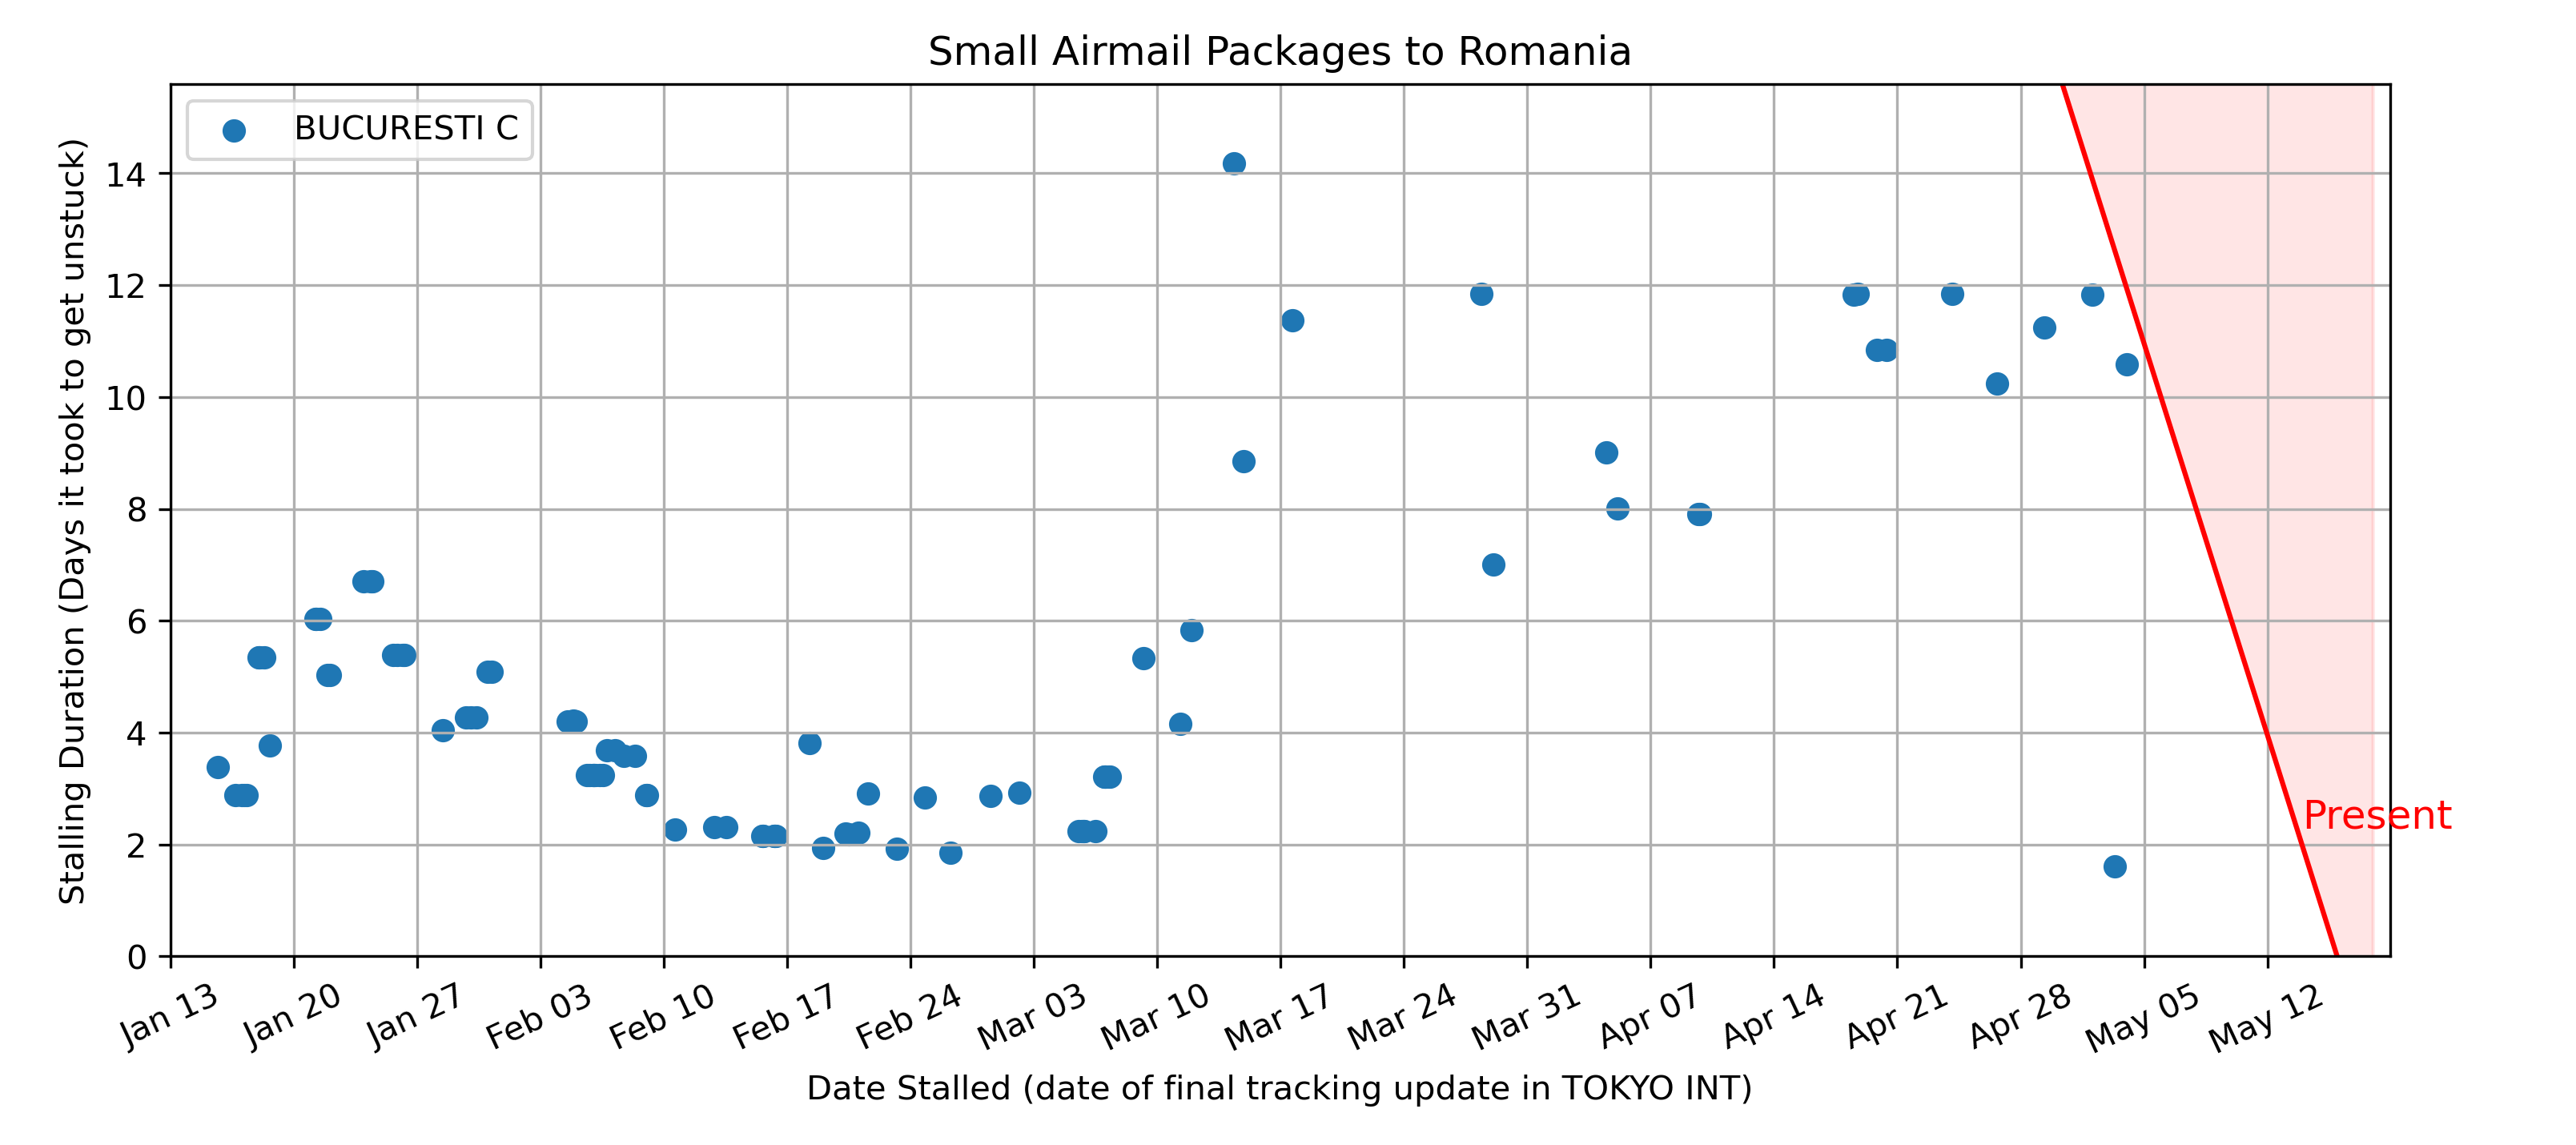 Small Airmail Packages to Romania
BUCURESTI C
Stalling Duration (Days it took to get unstuck)
14
12
10
8
6
4
2
0
Present
Jan 13
Jan 20
Jan 27
Feb 03
Feb 10
Feb 17
Feb 24
Mar 03
Mar 10
Mar 17
Mar 24
Mar 31
Apr 07
Apr 14
Apr 21
Apr 28
May 05
May 12
Date Stalled (date of final tracking update in TOKYO INT)